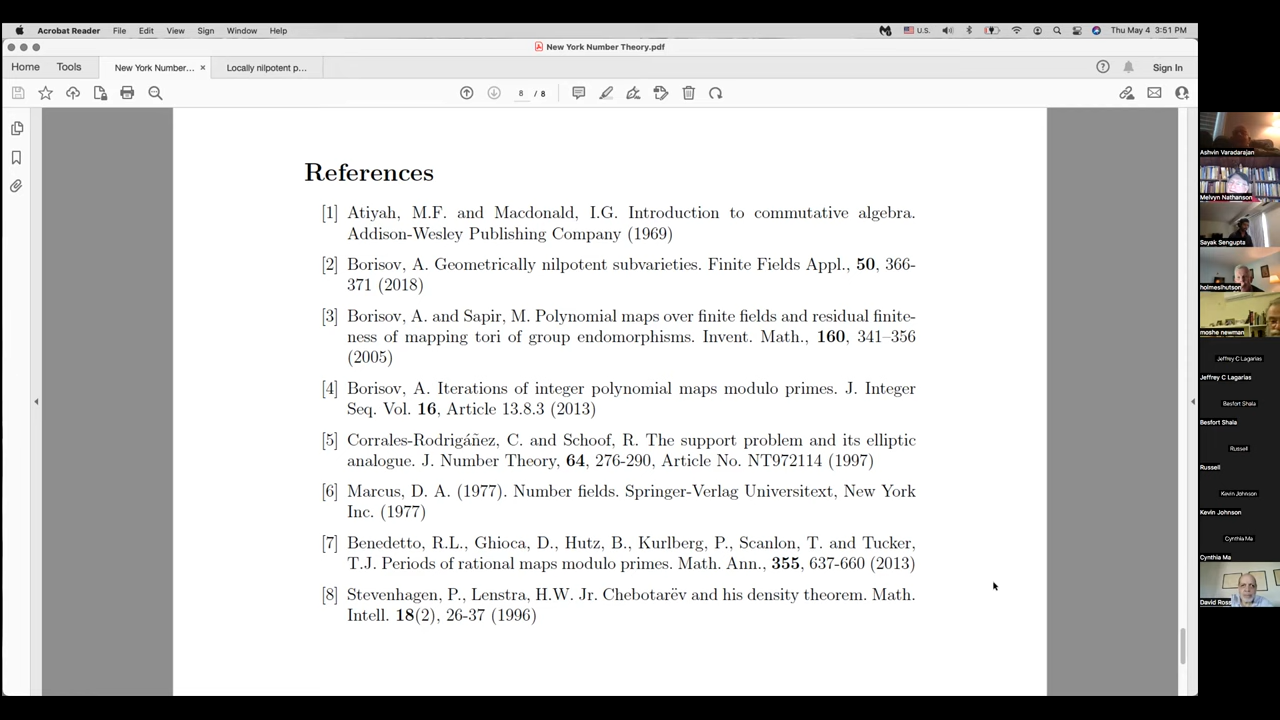 Acrobat Reader File Edit View Sign Window Help U.S. Thu May 4 3:51 PM
New York Number Theory.pdf
Home Tools New York Number... × Locally nilpotent p... Sign In
8 / 8
References
[1] Atiyah, M.F. and Macdonald, I.G. Introduction to commutative algebra.
Addison-Wesley Publishing Company (1969)
[2] Borisov, A. Geometrically nilpotent subvarieties. Finite Fields Appl., 50, 366-
371 (2018)
[3] Borisov, A. and Sapir, M. Polynomial maps over finite fields and residual finite-
ness of mapping tori of group endomorphisms. Invent. Math., 160, 341–356
(2005)
[4] Borisov, A. Iterations of integer polynomial maps modulo primes. J. Integer
Seq. Vol. 16, Article 13.8.3 (2013)
[5] Corrales-Rodrigáñez, C. and Schoof, R. The support problem and its elliptic
analogue. J. Number Theory, 64, 276-290, Article No. NT972114 (1997)
[6] Marcus, D. A. (1977). Number fields. Springer-Verlag Universitext, New York
Inc. (1977)
[7] Benedetto, R.L., Ghioca, D., Hutz, B., Kurlberg, P., Scanlon, T. and Tucker,
T.J. Periods of rational maps modulo primes. Math. Ann., 355, 637-660 (2013)
[8] Stevenhagen, P., Lenstra, H.W. Jr. Chebotarëv and his density theorem. Math.
Intell. 18(2), 26-37 (1996)
Ashvin Varadarajan
Melvyn Nathanson
Sayak Sengupta
holmeslhutson
moshe newman
Jeffrey C Lagarias
Jeffrey C Lagarias
Basfort Shala
Basfort Shala
Russell
Russell
Kevin Johnson
Kevin Johnson
Cynthia Ma
Cynthia Ma
David Ross